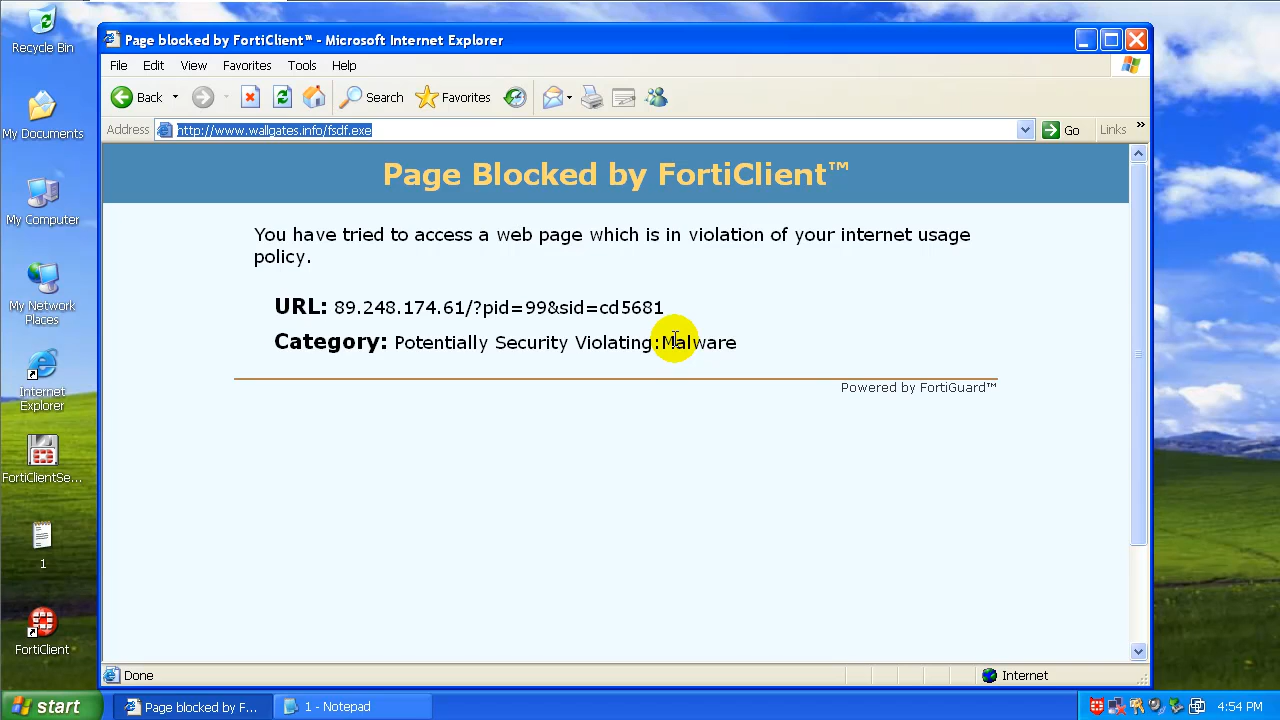 Recycle Bin
My Documents
My Computer
My Network
Places
Internet
Explorer
FortiClientSe...
1
FortiClient
Page blocked by FortiClient™ - Microsoft Internet Explorer
File Edit View Favorites Tools Help
Back Search Favorites
Address http://www.wallgates.info/fsdf.exe Go Links »
Page Blocked by FortiClient™
You have tried to access a web page which is in violation of your internet usage
policy.
URL: 89.248.174.61/?pid=99&sid=cd5681
Category: Potentially Security Violating:Malware
Powered by FortiGuard™
Done Internet
start Page blocked by F... 1 - Notepad 4:54 PM